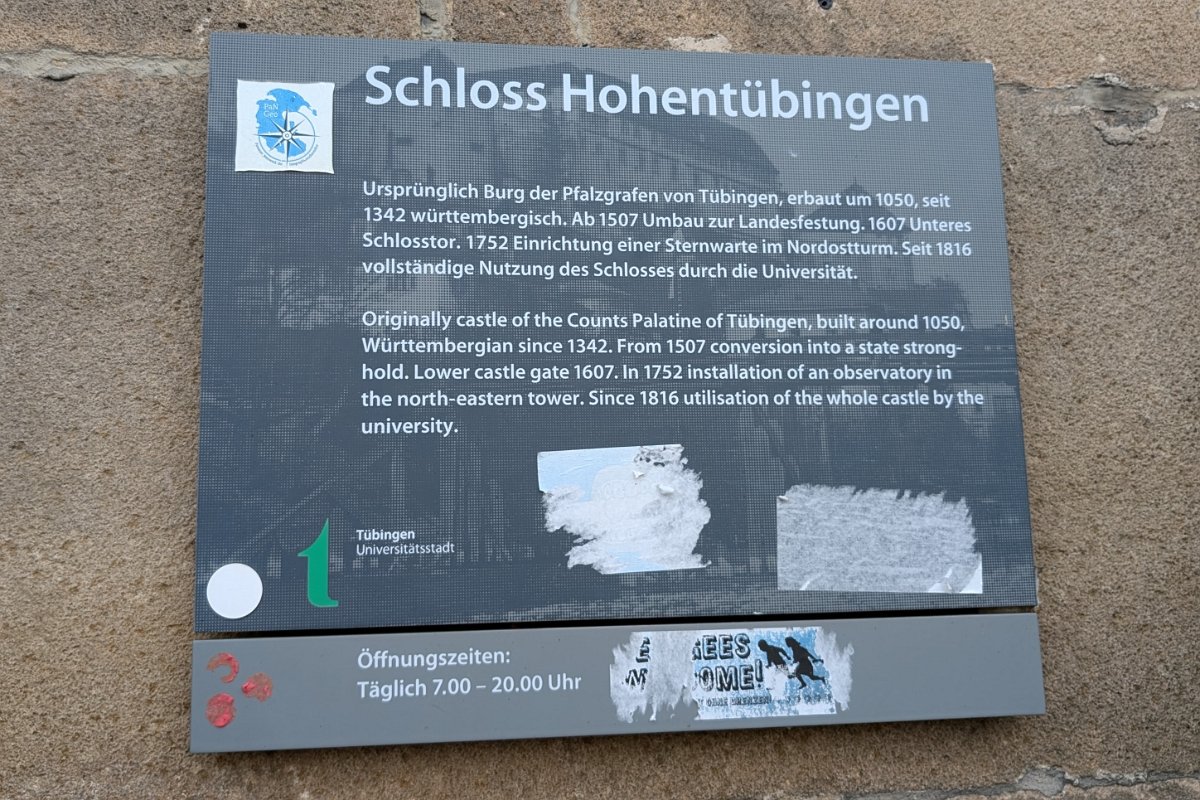 PaN
Geo
Schloss Hohentübingen
Ursprünglich Burg der Pfalzgrafen von Tübingen, erbaut um 1050, seit
1342 württembergisch. Ab 1507 Umbau zur Landesfestung. 1607 Unteres
Schlosstor. 1752 Einrichtung einer Sternwarte im Nordostturm. Seit 1816
vollständige Nutzung des Schlosses durch die Universität.
Originally castle of the Counts Palatine of Tübingen, built around 1050,
Württembergian since 1342. From 1507 conversion into a state strong-
hold. Lower castle gate 1607. In 1752 installation of an observatory in
the north-eastern tower. Since 1816 utilisation of the whole castle by the
university.
t
Tübingen
Universitätsstadt
Öffnungszeiten:
Täglich 7.00 – 20.00 Uhr
GEES
OME!